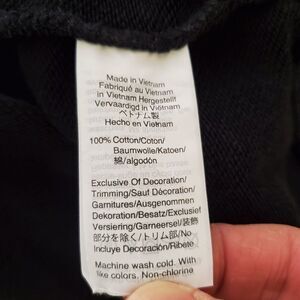 Made in Vietnam
Fabriqué au Vietnam
in Vietnam Hergestellt
Vervaardigd in Vietnam
ベトナム製
Hecho en Vietnam
100% Cotton/Coton/
Baumwolle/Katoen/
綿/algodón
Exclusive Of Decoration/
Trimming/Sauf Décoration/
Garnitures/Ausgenomen
Dekoration/Besatz/Exclusief
Versiering/Garneersel/装飾
部分を除く/トリム部/No
Incluye Decoración/Ribete
Machine wash cold. With
like colors. Non-chlorine